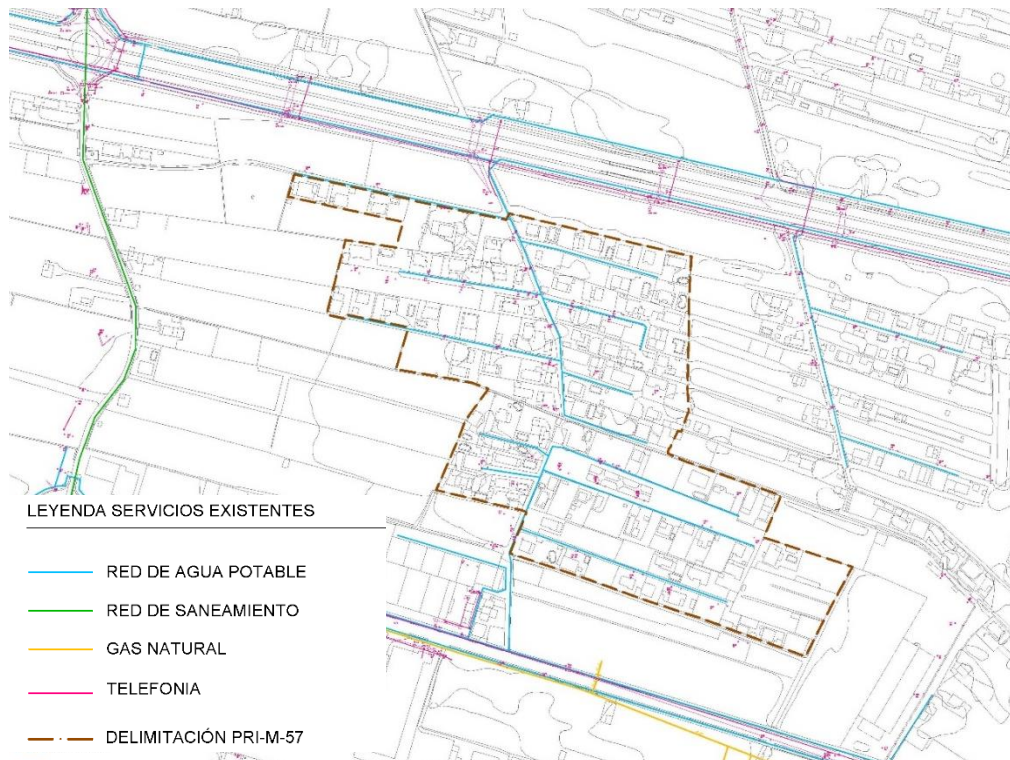 LEYENDA SERVICIOS EXISTENTES
RED DE AGUA POTABLE
RED DE SANEAMIENTO
GAS NATURAL
TELEFONIA
DELIMITACIÓN PRI-M-57